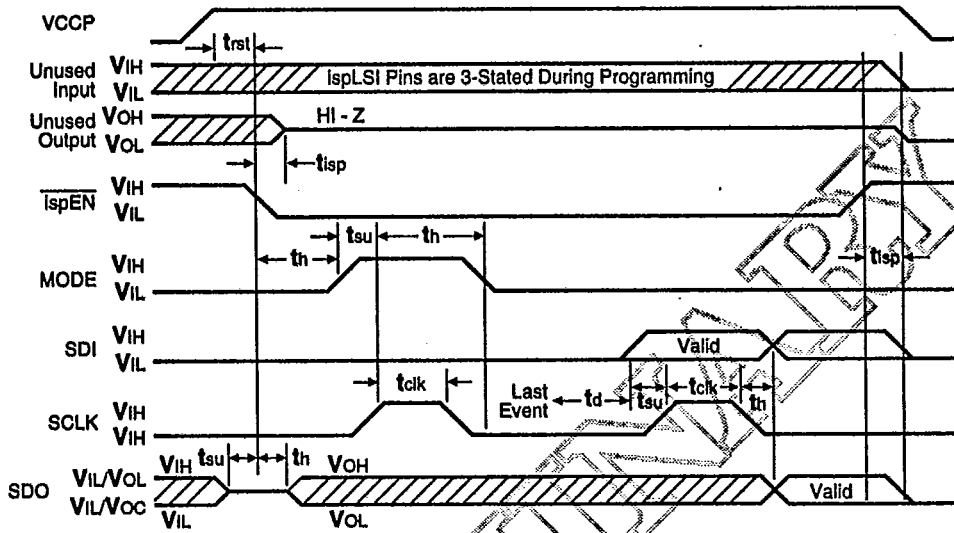 VCCP
trst
Unused
Input
VIH
VIL
ispLSI Pins are 3-Stated During Programming
Unused
Output
VOH
VOL
HI - Z
tisp
ispEN
VIH
VIL
tsu
th
th
tisp
MODE
VIH
VIL
SDI
VIH
VIL
Valid
tclk
Last
Event
td
tsu
tclk
th
SCLK
VIH
VIH
tsu
th
SDO
VIL/VOL
VIH
VOH
VIL/VOC
VIL
VOL
Valid